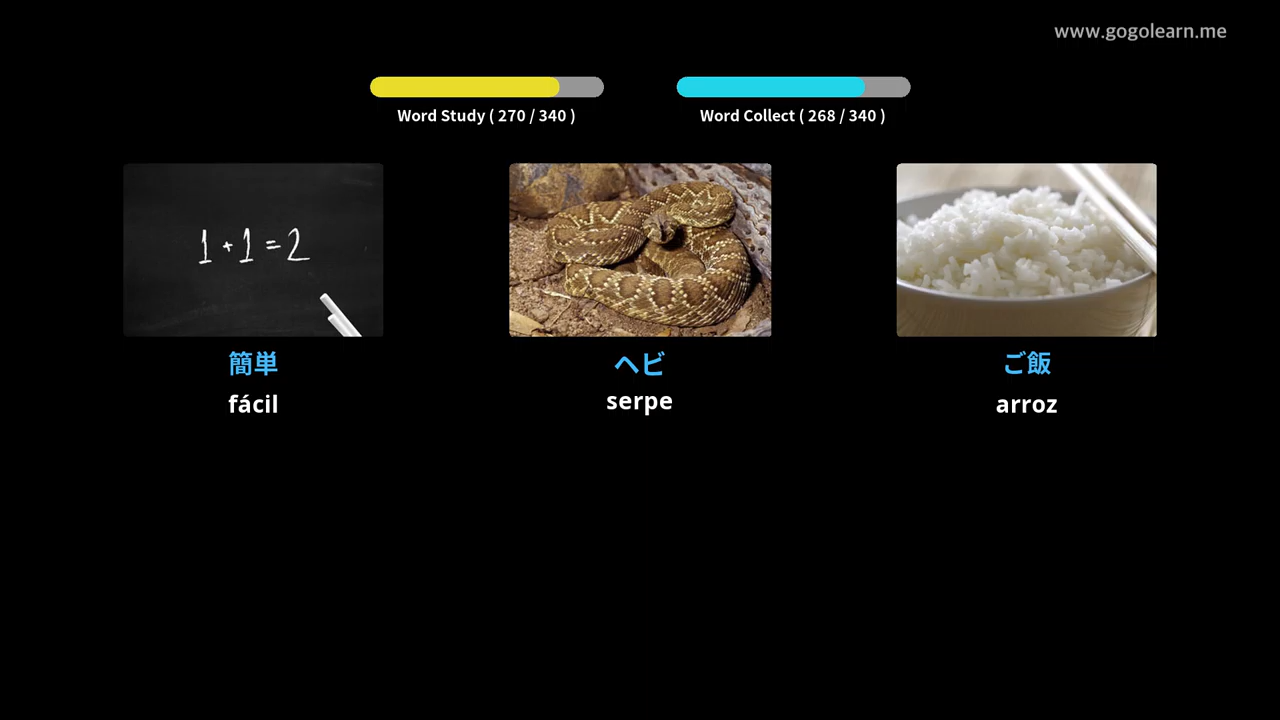 www.gogolearn.me
Word Study ( 270 / 340 )
Word Collect ( 268 / 340 )
1 + 1 = 2
簡単
ヘビ
ご飯
fácil
serpe
arroz